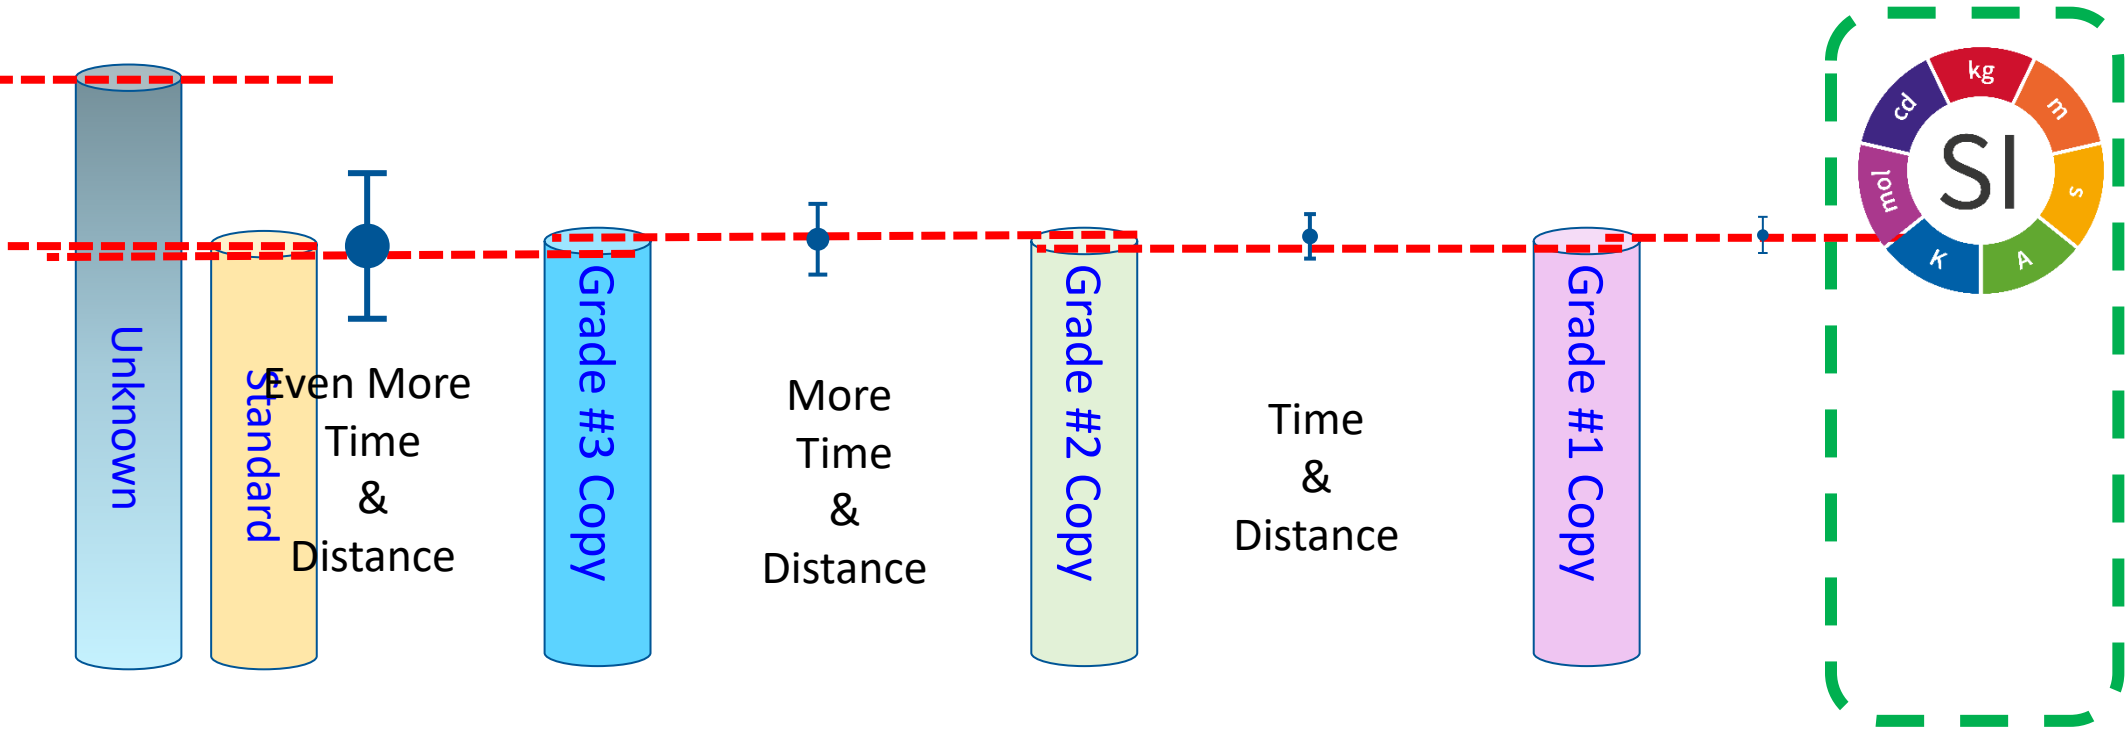 Unknown
Standard
Even More
Time
&
Distance
Grade #3 Copy
More
Time
&
Distance
Grade #2 Copy
Time
&
Distance
Grade #1 Copy
SI
kg
m
s
A
K
mol
cd